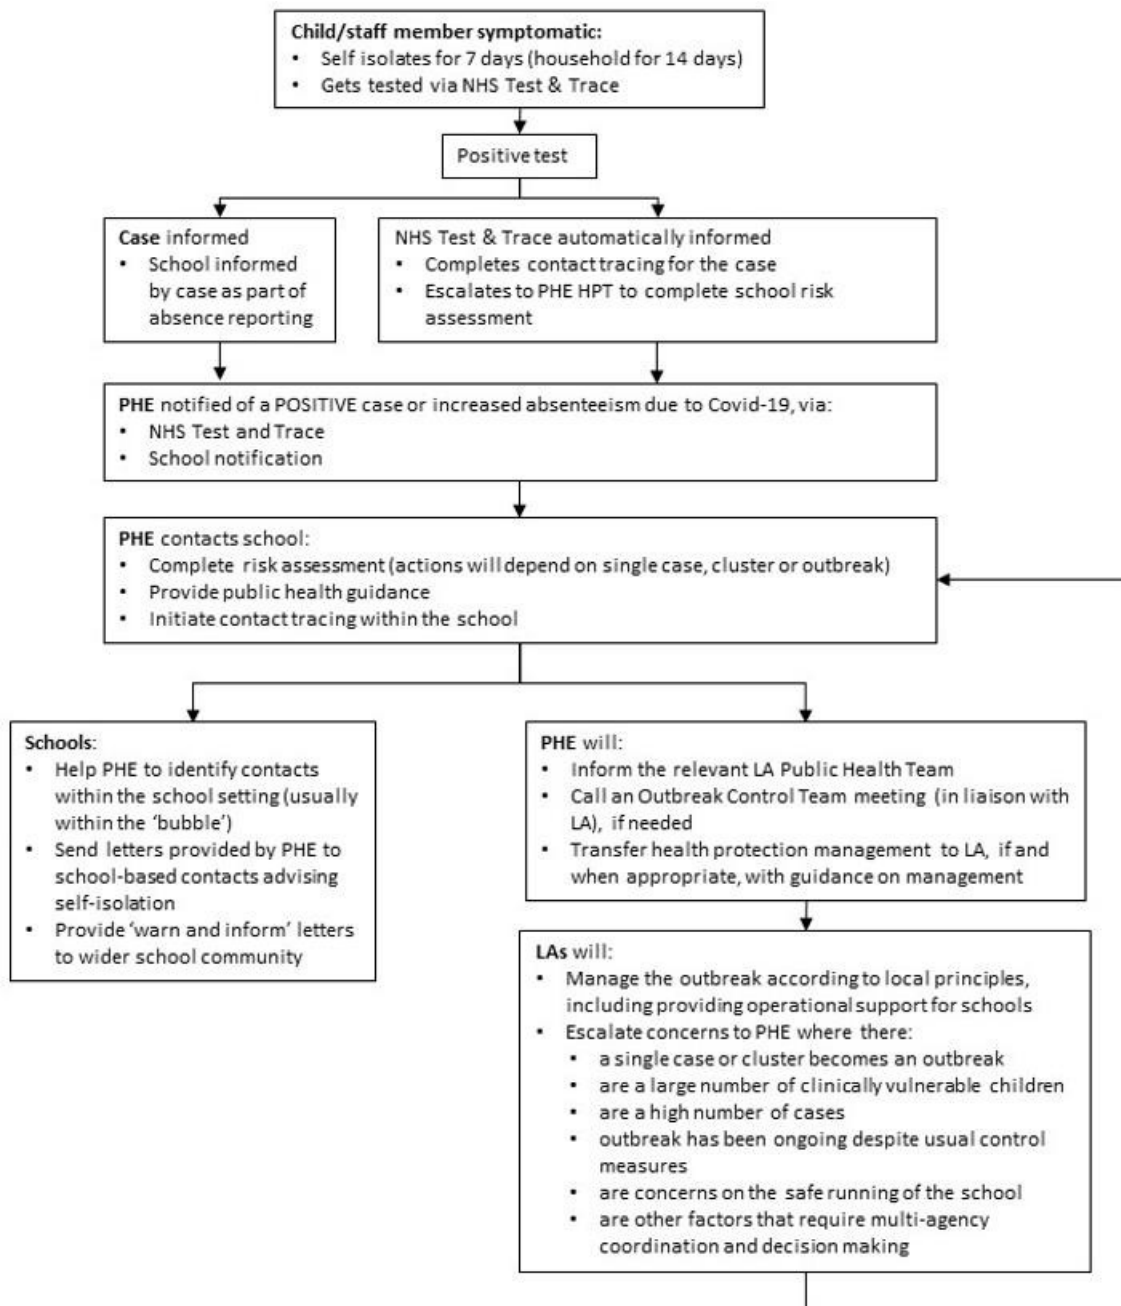 Child/staff member symptomatic:
• Self isolates for 7 days (household for 14 days)
• Gets tested via NHS Test & Trace
Positive test
Case informed
• School informed
by case as part of
absence reporting
NHS Test & Trace automatically informed
• Completes contact tracing for the case
• Escalates to PHE HPT to complete school risk
assessment
PHE notified of a POSITIVE case or increased absenteeism due to Covid-19, via:
• NHS Test and Trace
• School notification
PHE contacts school:
• Complete risk assessment (actions will depend on single case, cluster or outbreak)
• Provide public health guidance
• Initiate contact tracing within the school
Schools:
• Help PHE to identify contacts
within the school setting (usually
within the ‘bubble’)
• Send letters provided by PHE to
school-based contacts advising
self-isolation
• Provide ‘warn and inform’ letters
to wider school community
PHE will:
• Inform the relevant LA Public Health Team
• Call an Outbreak Control Team meeting (in liaison with
LA), if needed
• Transfer health protection management to LA, if and
when appropriate, with guidance on management
LAs will:
• Manage the outbreak according to local principles,
including providing operational support for schools
• Escalate concerns to PHE where there:
• a single case or cluster becomes an outbreak
• are a large number of clinically vulnerable children
• are a high number of cases
• outbreak has been ongoing despite usual control
measures
• are concerns on the safe running of the school
• are other factors that require multi-agency
coordination and decision making